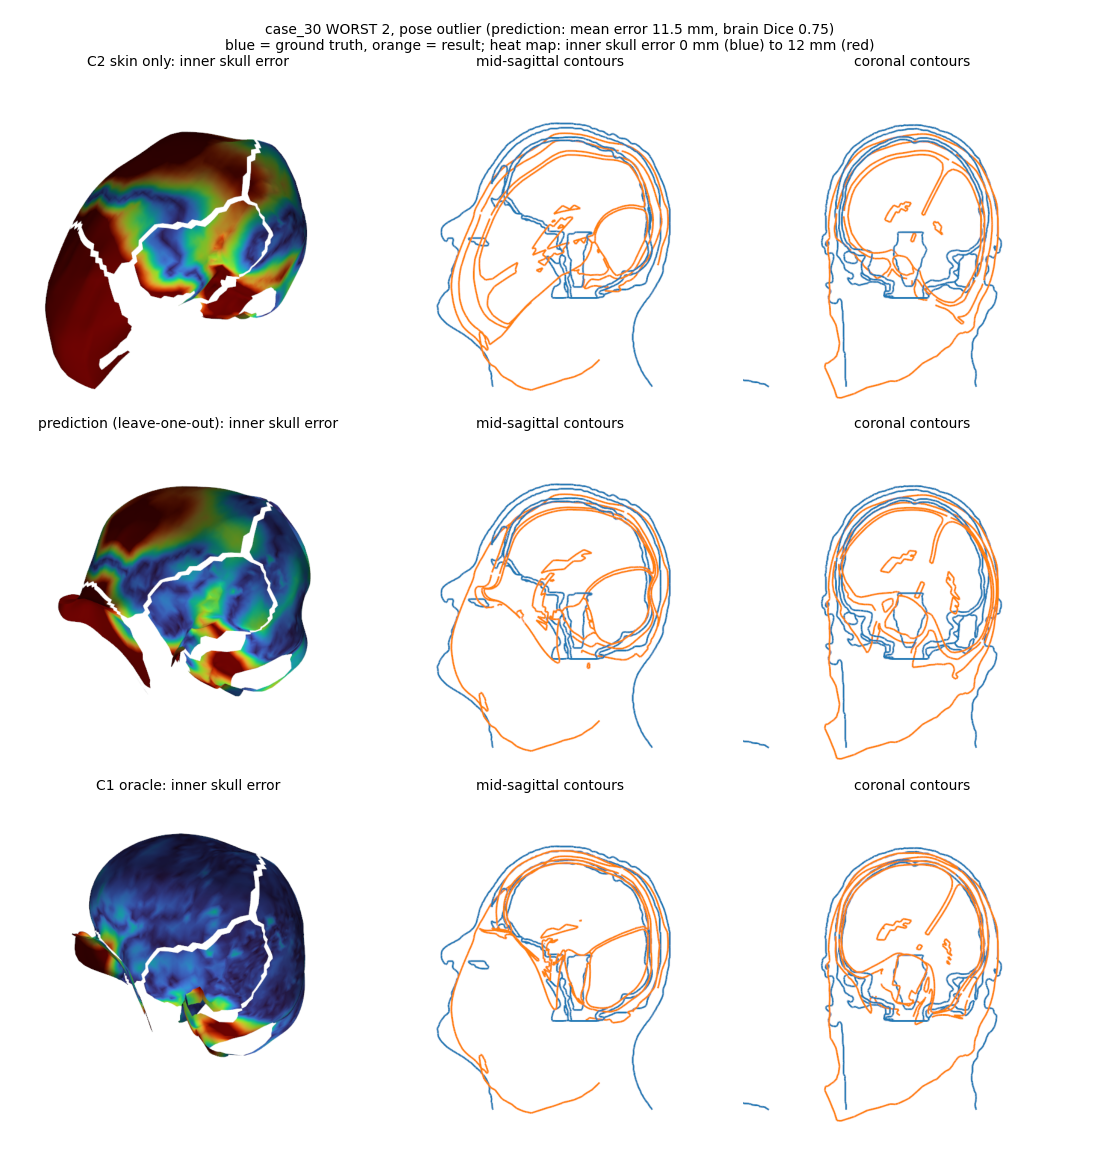 case_30 WORST 2, pose outlier (prediction: mean error 11.5 mm, brain Dice 0.75)
blue = ground truth, orange = result; heat map: inner skull error 0 mm (blue) to 12 mm (red)
C2 skin only: inner skull error
mid-sagittal contours
coronal contours
prediction (leave-one-out): inner skull error
mid-sagittal contours
coronal contours
C1 oracle: inner skull error
mid-sagittal contours
coronal contours